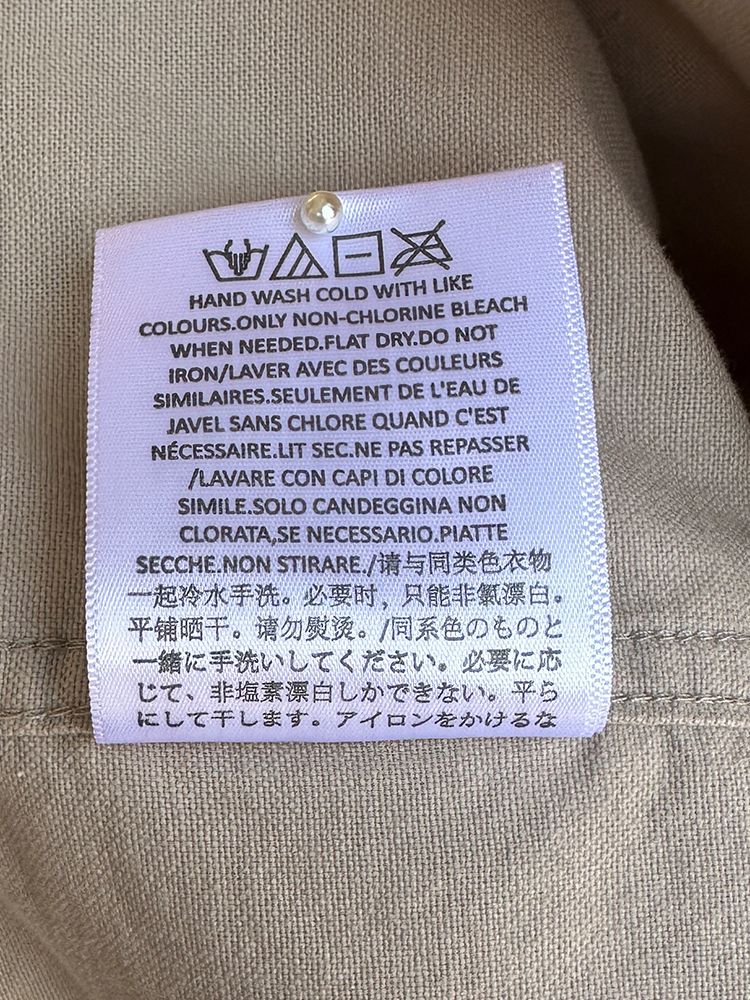 HAND WASH COLD WITH LIKE
COLOURS.ONLY NON-CHLORINE BLEACH
WHEN NEEDED.FLAT DRY.DO NOT
IRON/LAVER AVEC DES COULEURS
SIMILAIRES.SEULEMENT DE L'EAU DE
JAVEL SANS CHLORE QUAND C'EST
NÉCESSAIRE.LIT SEC.NE PAS REPASSER
/LAVARE CON CAPI DI COLORE
SIMILE.SOLO CANDEGGINA NON
CLORATA,SE NECESSARIO.PIATTE
SECCHE.NON STIRARE./请与同类色衣物
一起冷水手洗。必要时，只能非氯漂白。
平铺晒干。请勿熨烫。/同系色のものと
一緒に手洗いしてください。必要に応
じて、非塩素漂白しかできない。平ら
にして干します。アイロンをかけるな